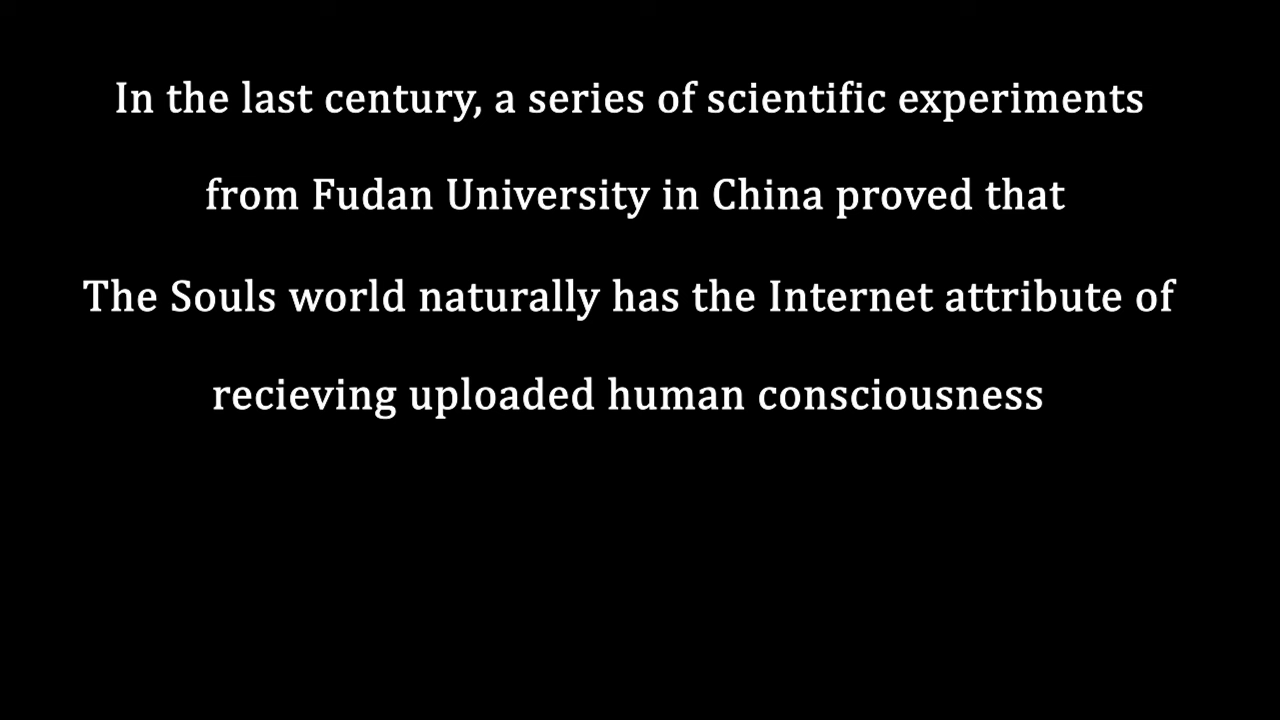 In the last century, a series of scientific experiments
from Fudan University in China proved that
The Souls world naturally has the Internet attribute of
recieving uploaded human consciousness